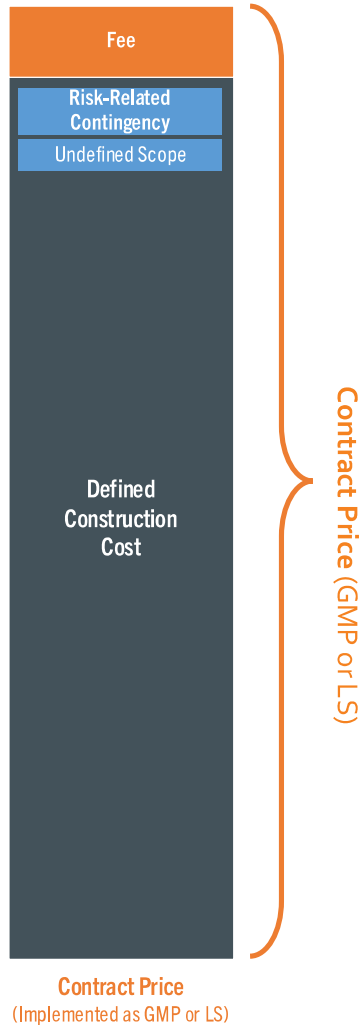 Fee
Risk-Related
Contingency
Undefined Scope
Defined
Construction
Cost
Contract Price (GMP or LS)
Contract Price
(Implemented as GMP or LS)